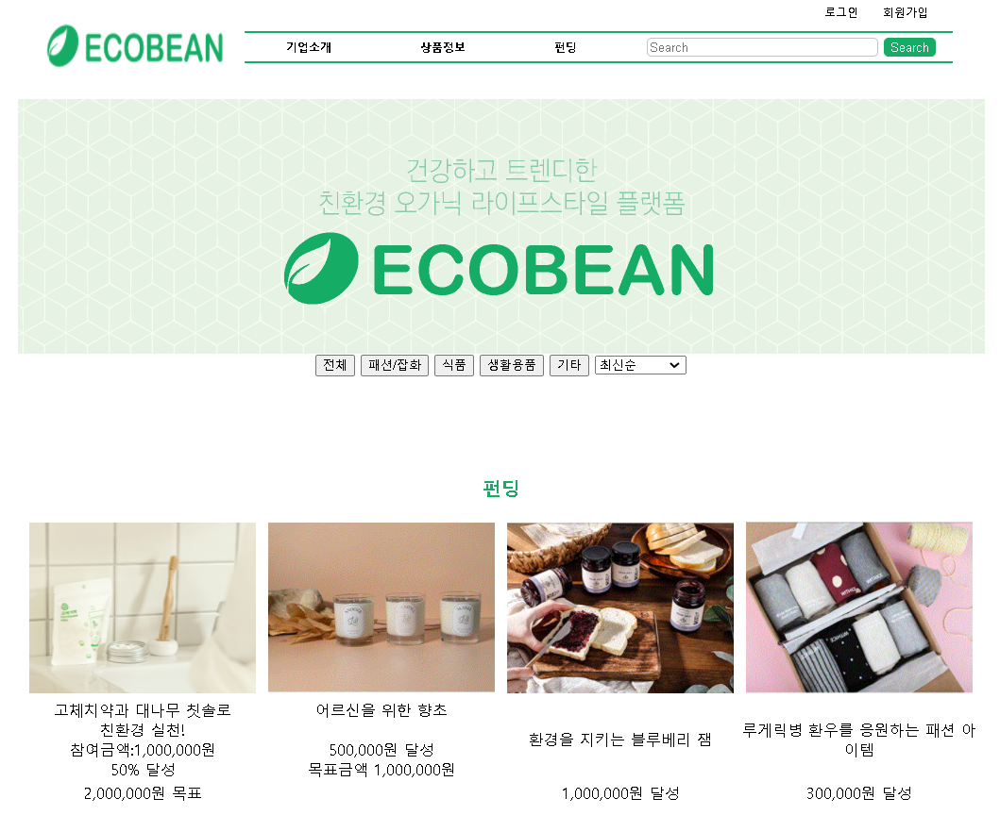 로그인 회원가입
ECOBEAN
기업소개 상품정보 펀딩 Search Search
건강하고 트렌디한
친환경 오가닉 라이프스타일 플랫폼
ECOBEAN
전체 패션/잡화 식품 생활용품 기타 최신순
펀딩
고체치약과 대나무 칫솔로
친환경 실천!
참여금액:1,000,000원
50% 달성
2,000,000원 목표
어르신을 위한 향초
500,000원 달성
목표금액 1,000,000원
환경을 지키는 블루베리 잼
1,000,000원 달성
루게릭병 환우를 응원하는 패션 아
이템
300,000원 달성